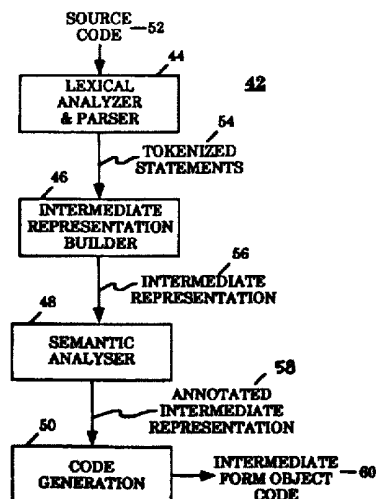 SOURCE
CODE 52
44
LEXICAL
ANALYZER
& PARSER
42
54
TOKENIZED
STATEMENTS
46
INTERMEDIATE
REPRESENTATION
BUILDER
56
INTERMEDIATE
REPRESENTATION
48
SEMANTIC
ANALYSER
58
ANNOTATED
INTERMEDIATE
REPRESENTATION
50
CODE
GENERATION
INTERMEDIATE
FORM OBJECT 60
CODE